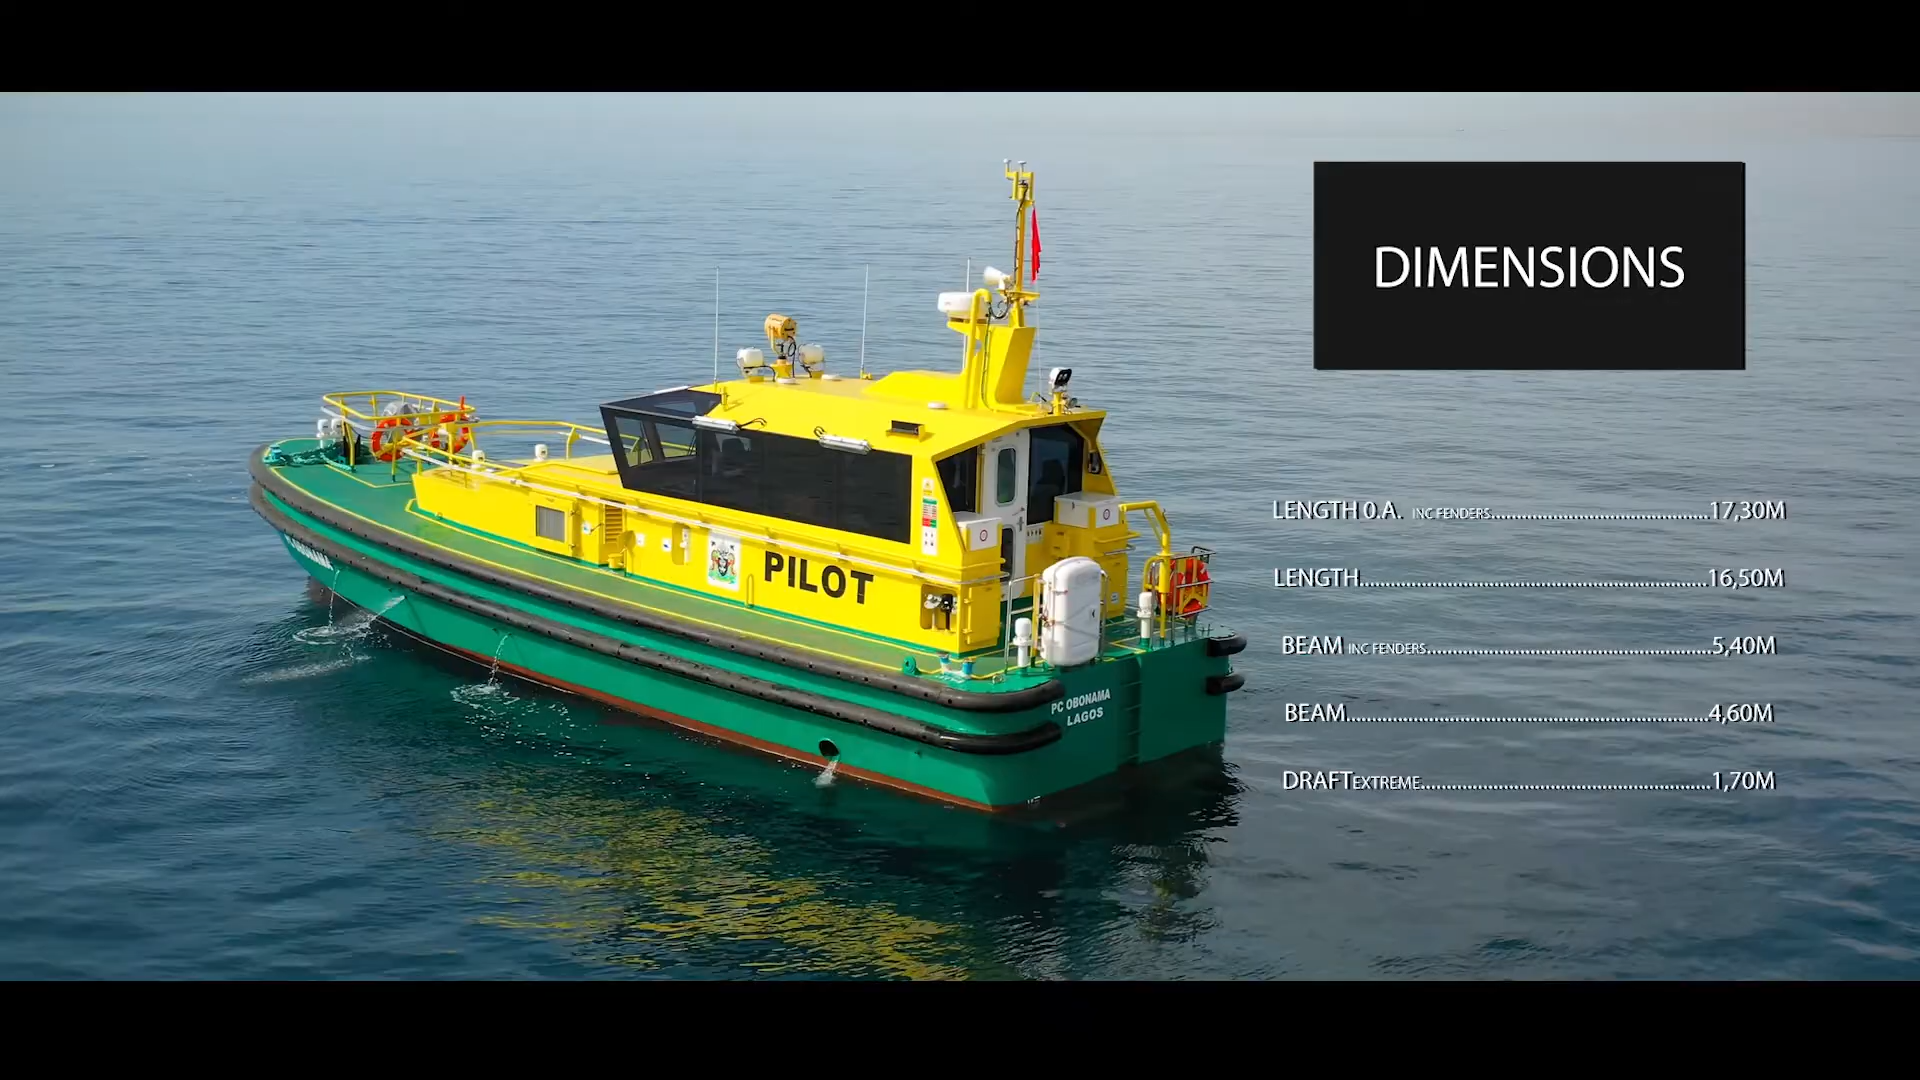 DIMENSIONS
LENGTH O.A. INC FENDERS........................................17,30M
LENGTH................................................................16,50M
BEAM INC FENDERS....................................................5,40M
BEAM..................................................................4,60M
DRAFTEXTREME.....................................................1,70M
PILOT
PC OBONAMA
LAGOS